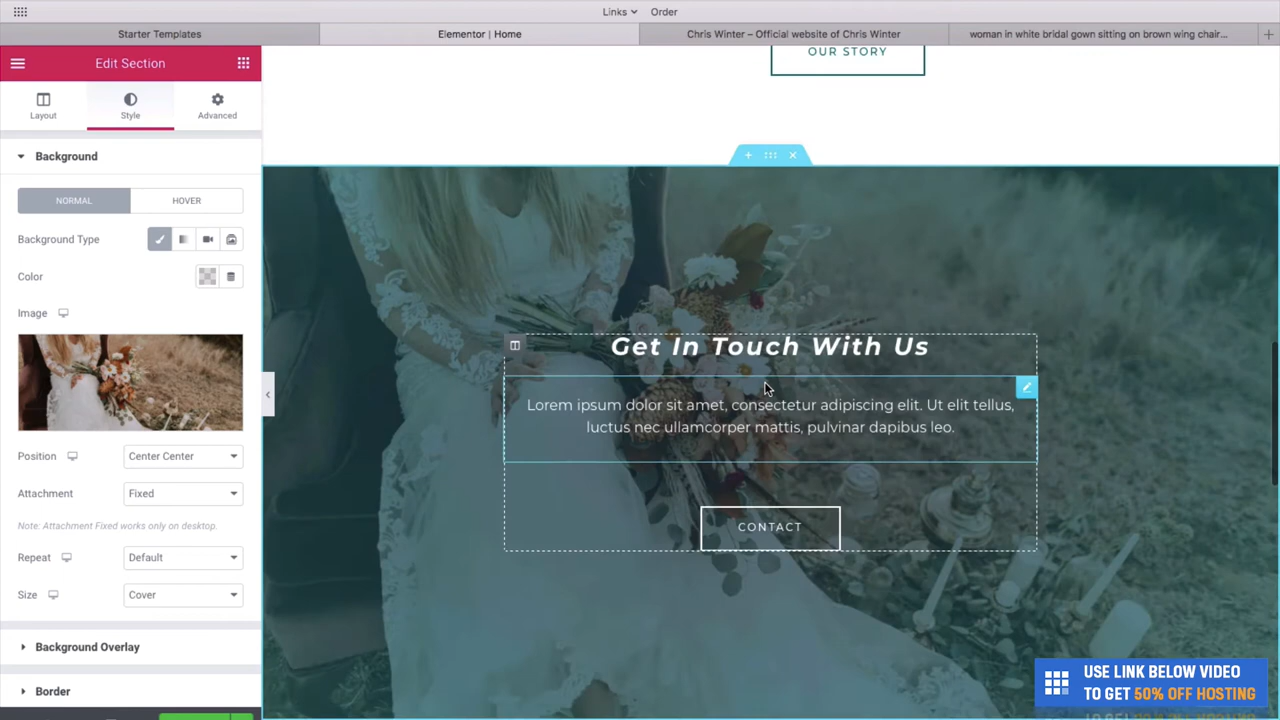 Links Order
Starter Templates
Elementor | Home
Chris Winter – Official website of Chris Winter
woman in white bridal gown sitting on brown wing chair...
Edit Section
Layout
Style
Advanced
Background
NORMAL
HOVER
Background Type
Color
Image
Position
Center Center
Attachment
Fixed
Note: Attachment Fixed works only on desktop.
Repeat
Default
Size
Cover
Background Overlay
Border
OUR STORY
Get In Touch With Us
Lorem ipsum dolor sit amet, consectetur adipiscing elit. Ut elit tellus,
luctus nec ullamcorper mattis, pulvinar dapibus leo.
CONTACT
USE LINK BELOW VIDEO
TO GET 50% OFF HOSTING